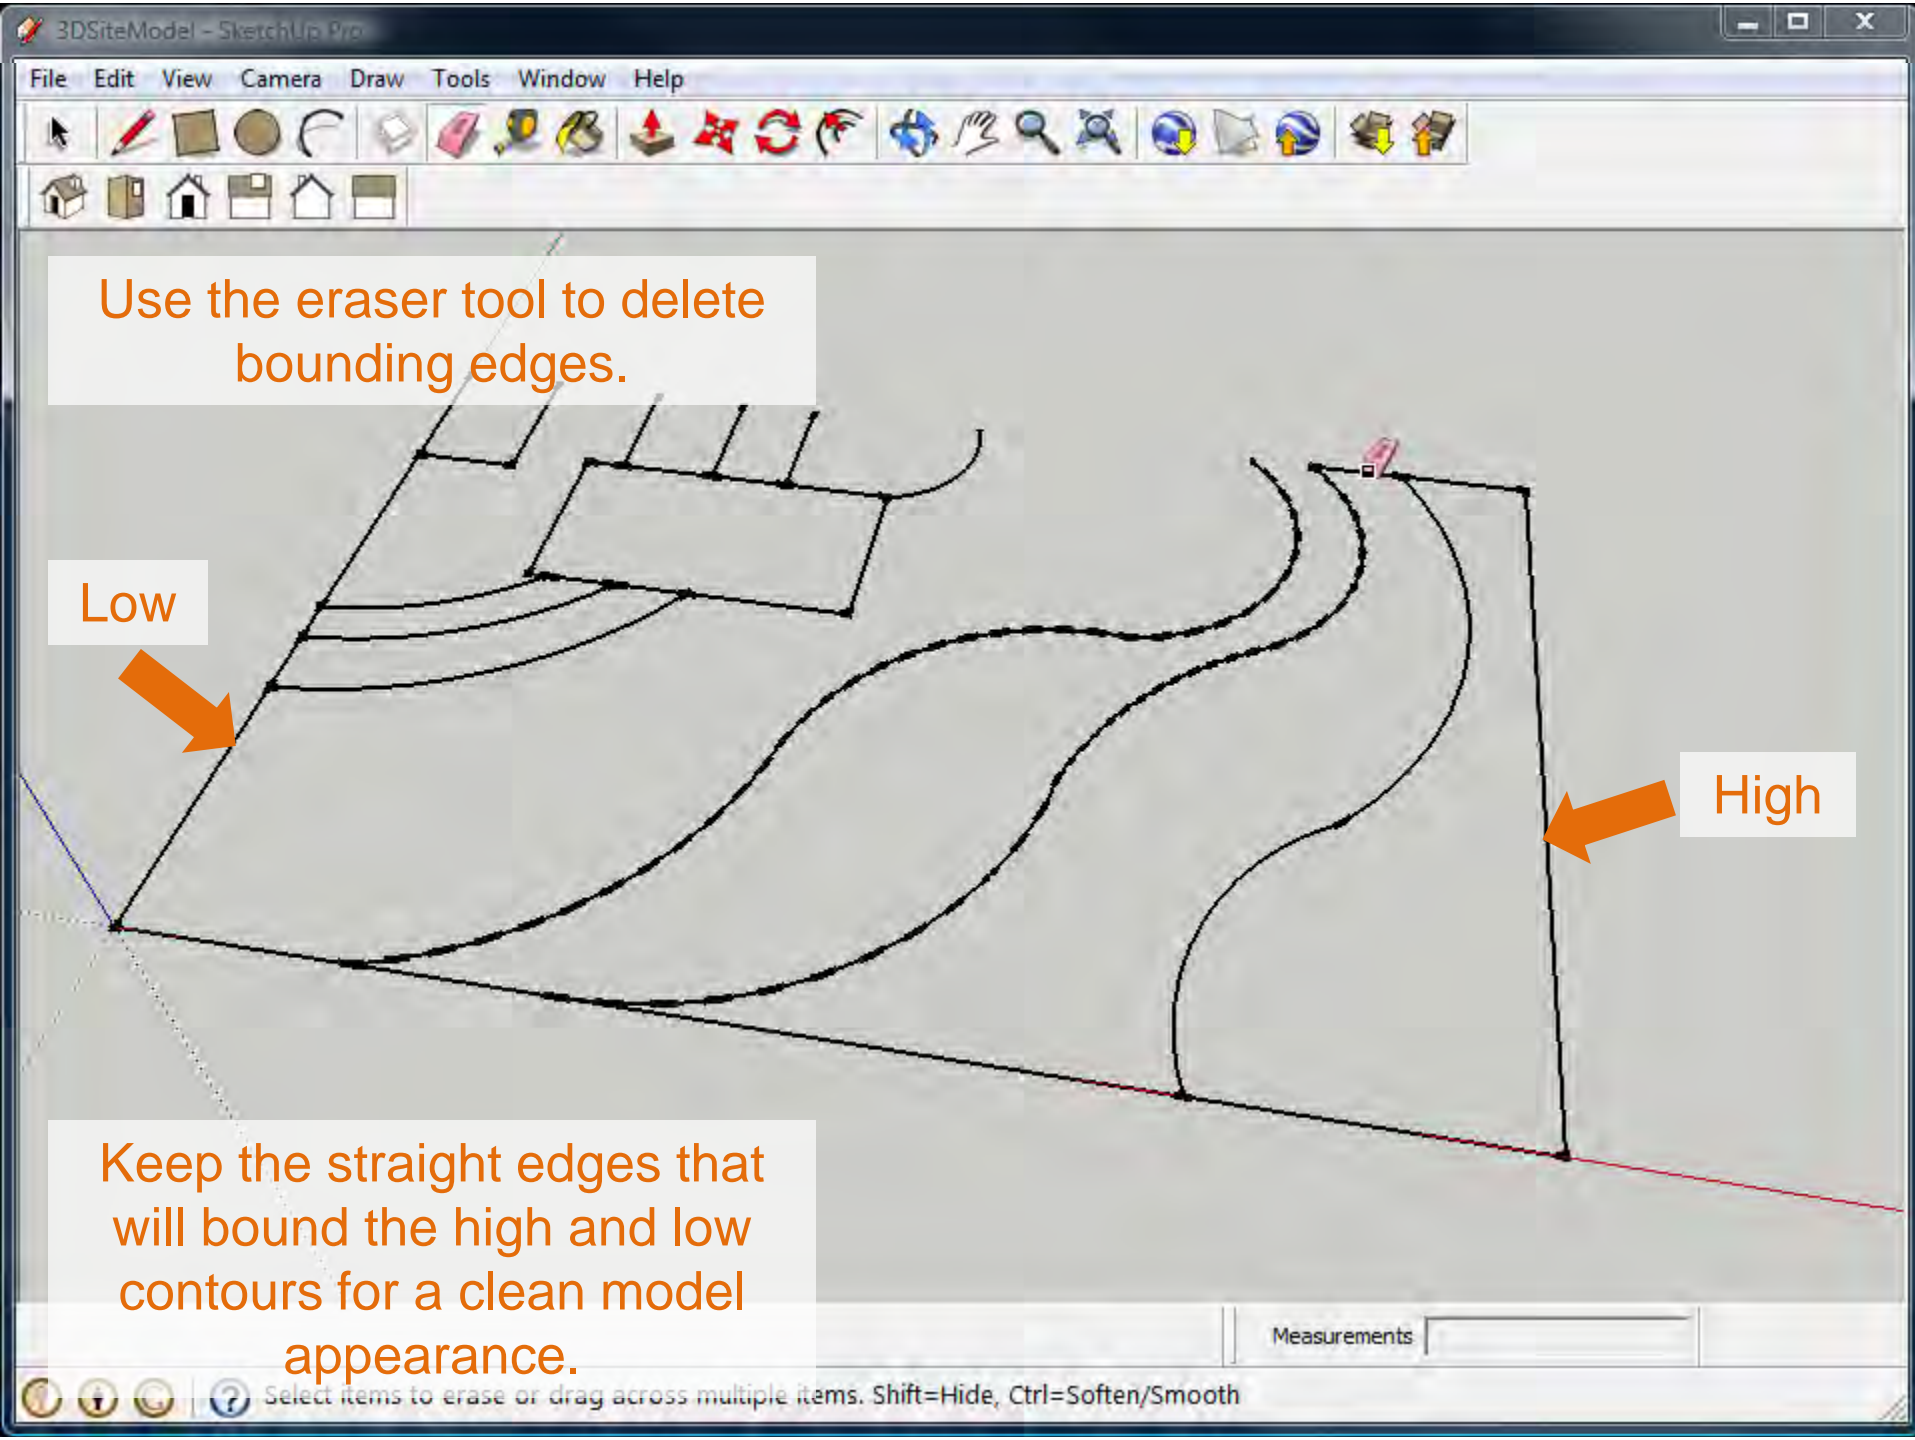 3DSiteModel - SketchUp Pro
File Edit View Camera Draw Tools Window Help
Use the eraser tool to delete
bounding edges.
Low
High
Keep the straight edges that
will bound the high and low
contours for a clean model
appearance.
Measurements
Select items to erase or drag across multiple items. Shift=Hide, Ctrl=Soften/Smooth